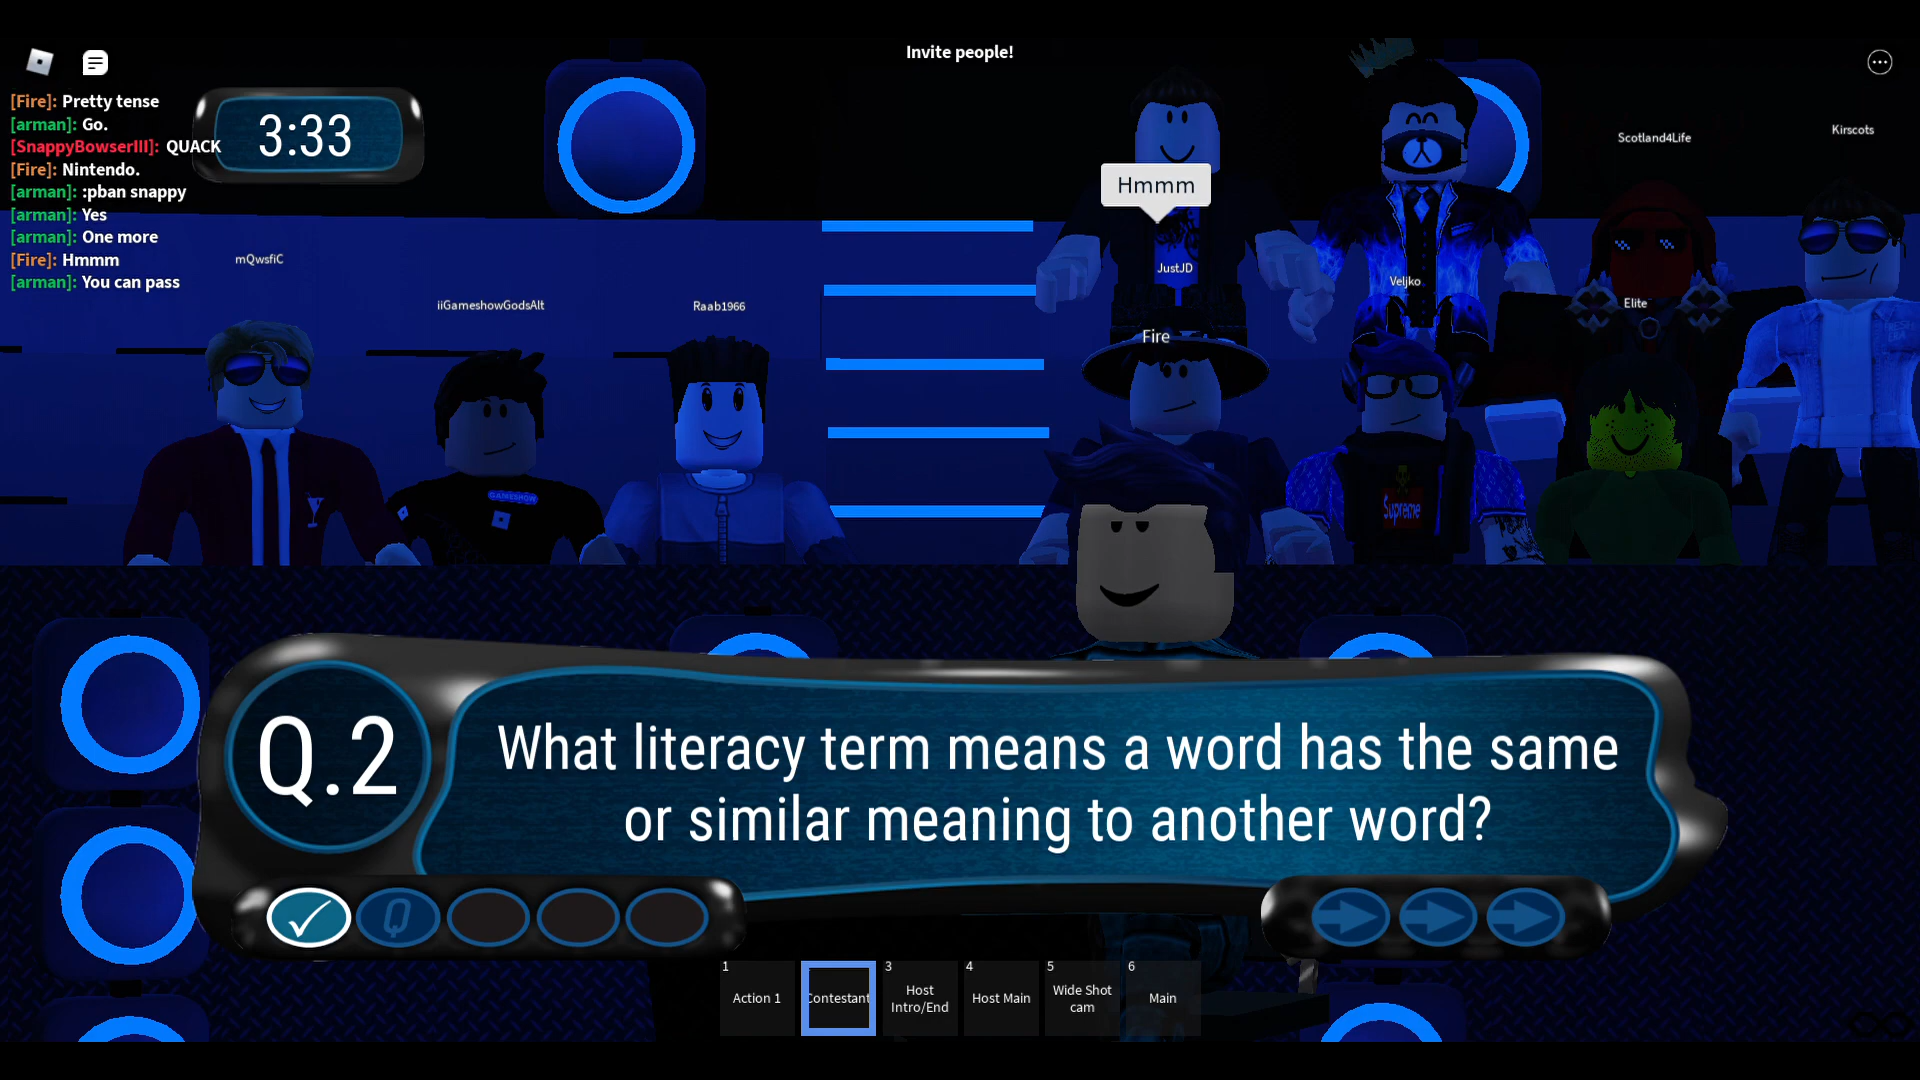 Invite people!
[Fire]: Pretty tense
[arman]: Go.
[SnappyBowserIII]: QUACK
[Fire]: Nintendo.
[arman]: :pban snappy
[arman]: Yes
[arman]: One more
[Fire]: Hmmm
[arman]: You can pass
3:33
Hmmm
Scotland4Life
Kirscots
mQwsfiC
iiGameshowGodsAlt
Raab1966
JustJD
Veljko
Elite
Fire
GAMESHOW
Supreme
Q.2
What literacy term means a word has the same
or similar meaning to another word?
Q
1
Action 1
Contestant
3
Host
Intro/End
4
Host Main
5
Wide Shot
cam
6
Main